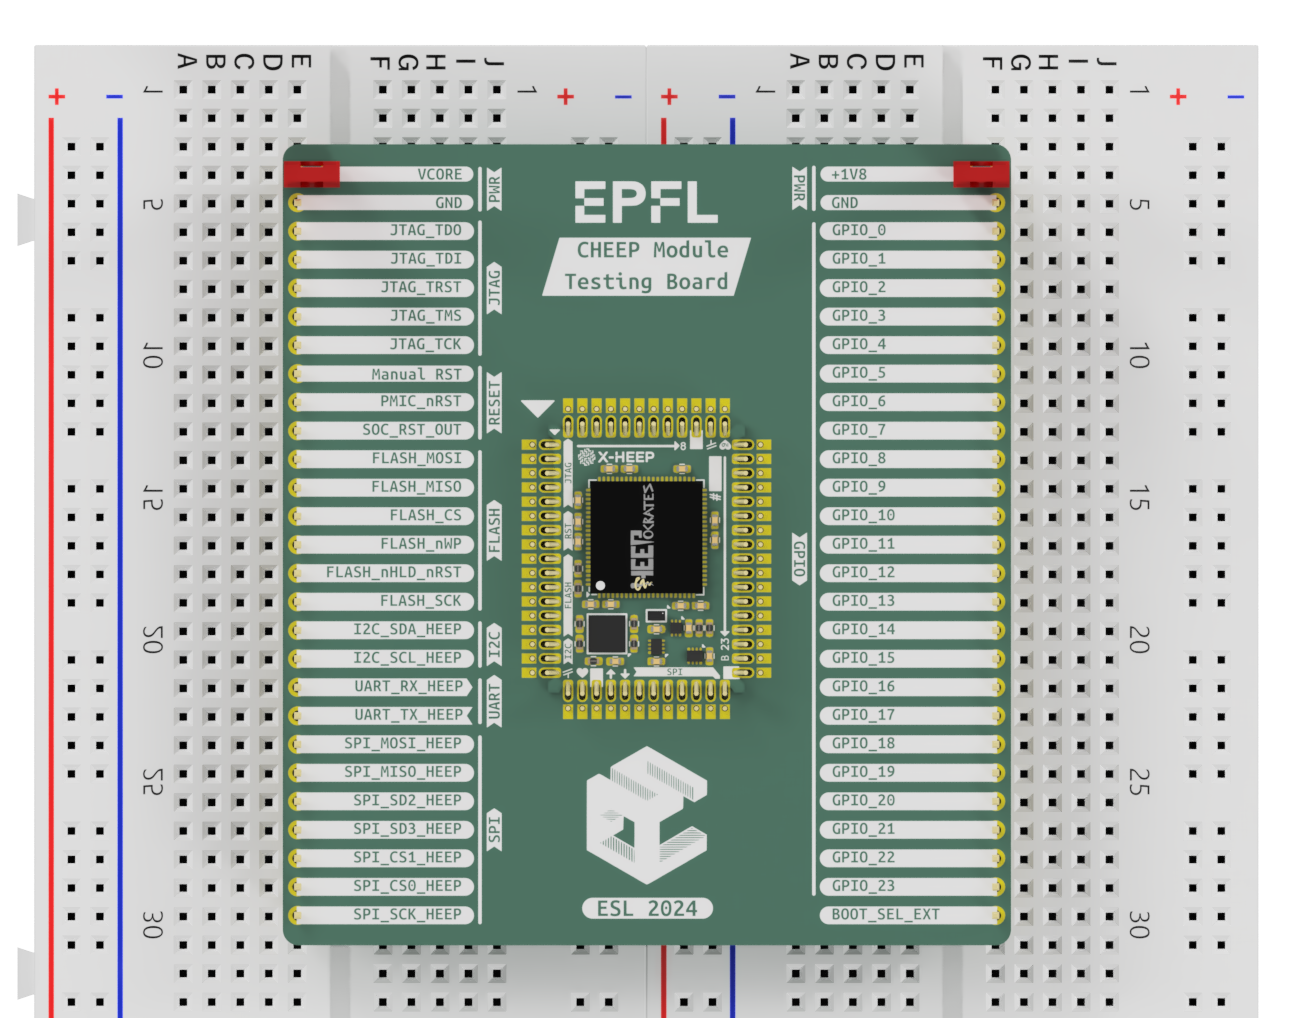 A B C D E F G H I J A B C D E F G H I J
+ − 1 1 + − + − 1 1 + −
VCORE
GND
JTAG_TDO
JTAG_TDI
JTAG_TRST
JTAG_TMS
JTAG_TCK
Manual RST
PMIC_nRST
SOC_RST_OUT
FLASH_MOSI
FLASH_MISO
FLASH_CS
FLASH_nWP
FLASH_nHLD_nRST
FLASH_SCK
I2C_SDA_HEEP
I2C_SCL_HEEP
UART_RX_HEEP
UART_TX_HEEP
SPI_MOSI_HEEP
SPI_MISO_HEEP
SPI_SD2_HEEP
SPI_SD3_HEEP
SPI_CS1_HEEP
SPI_CS0_HEEP
SPI_SCK_HEEP
PWR
JTAG
RESET
FLASH
I2C
UART
SPI
5
10
15
20
25
30
EPFL
CHEEP Module
Testing Board
8
X-HEEP
JTAG
RST
FLASH
I2C
#
HEEP
OCRATES
B 23
SPI
ESL 2024
PWR
GPIO
+1V8
GND
GPIO_0
GPIO_1
GPIO_2
GPIO_3
GPIO_4
GPIO_5
GPIO_6
GPIO_7
GPIO_8
GPIO_9
GPIO_10
GPIO_11
GPIO_12
GPIO_13
GPIO_14
GPIO_15
GPIO_16
GPIO_17
GPIO_18
GPIO_19
GPIO_20
GPIO_21
GPIO_22
GPIO_23
BOOT_SEL_EXT
5
10
15
20
25
30